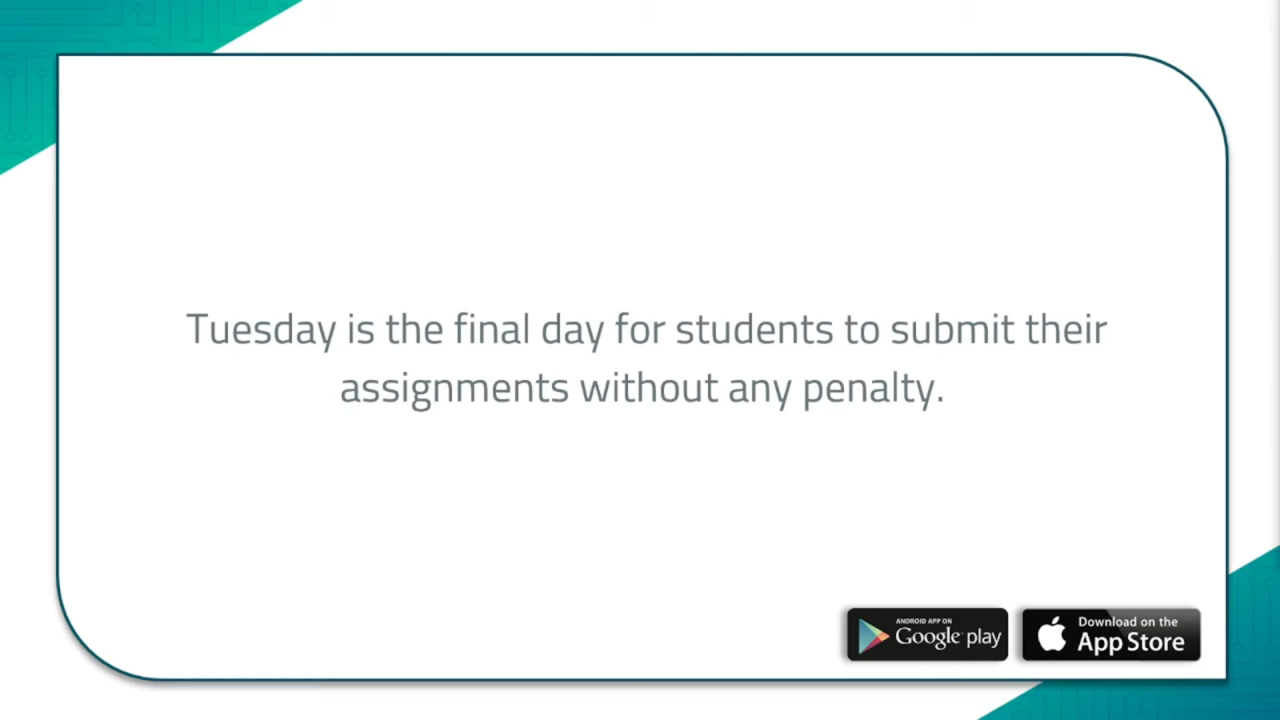 Tuesday is the final day for students to submit their
assignments without any penalty.
ANDROID APP ON
Google play
Download on the
App Store